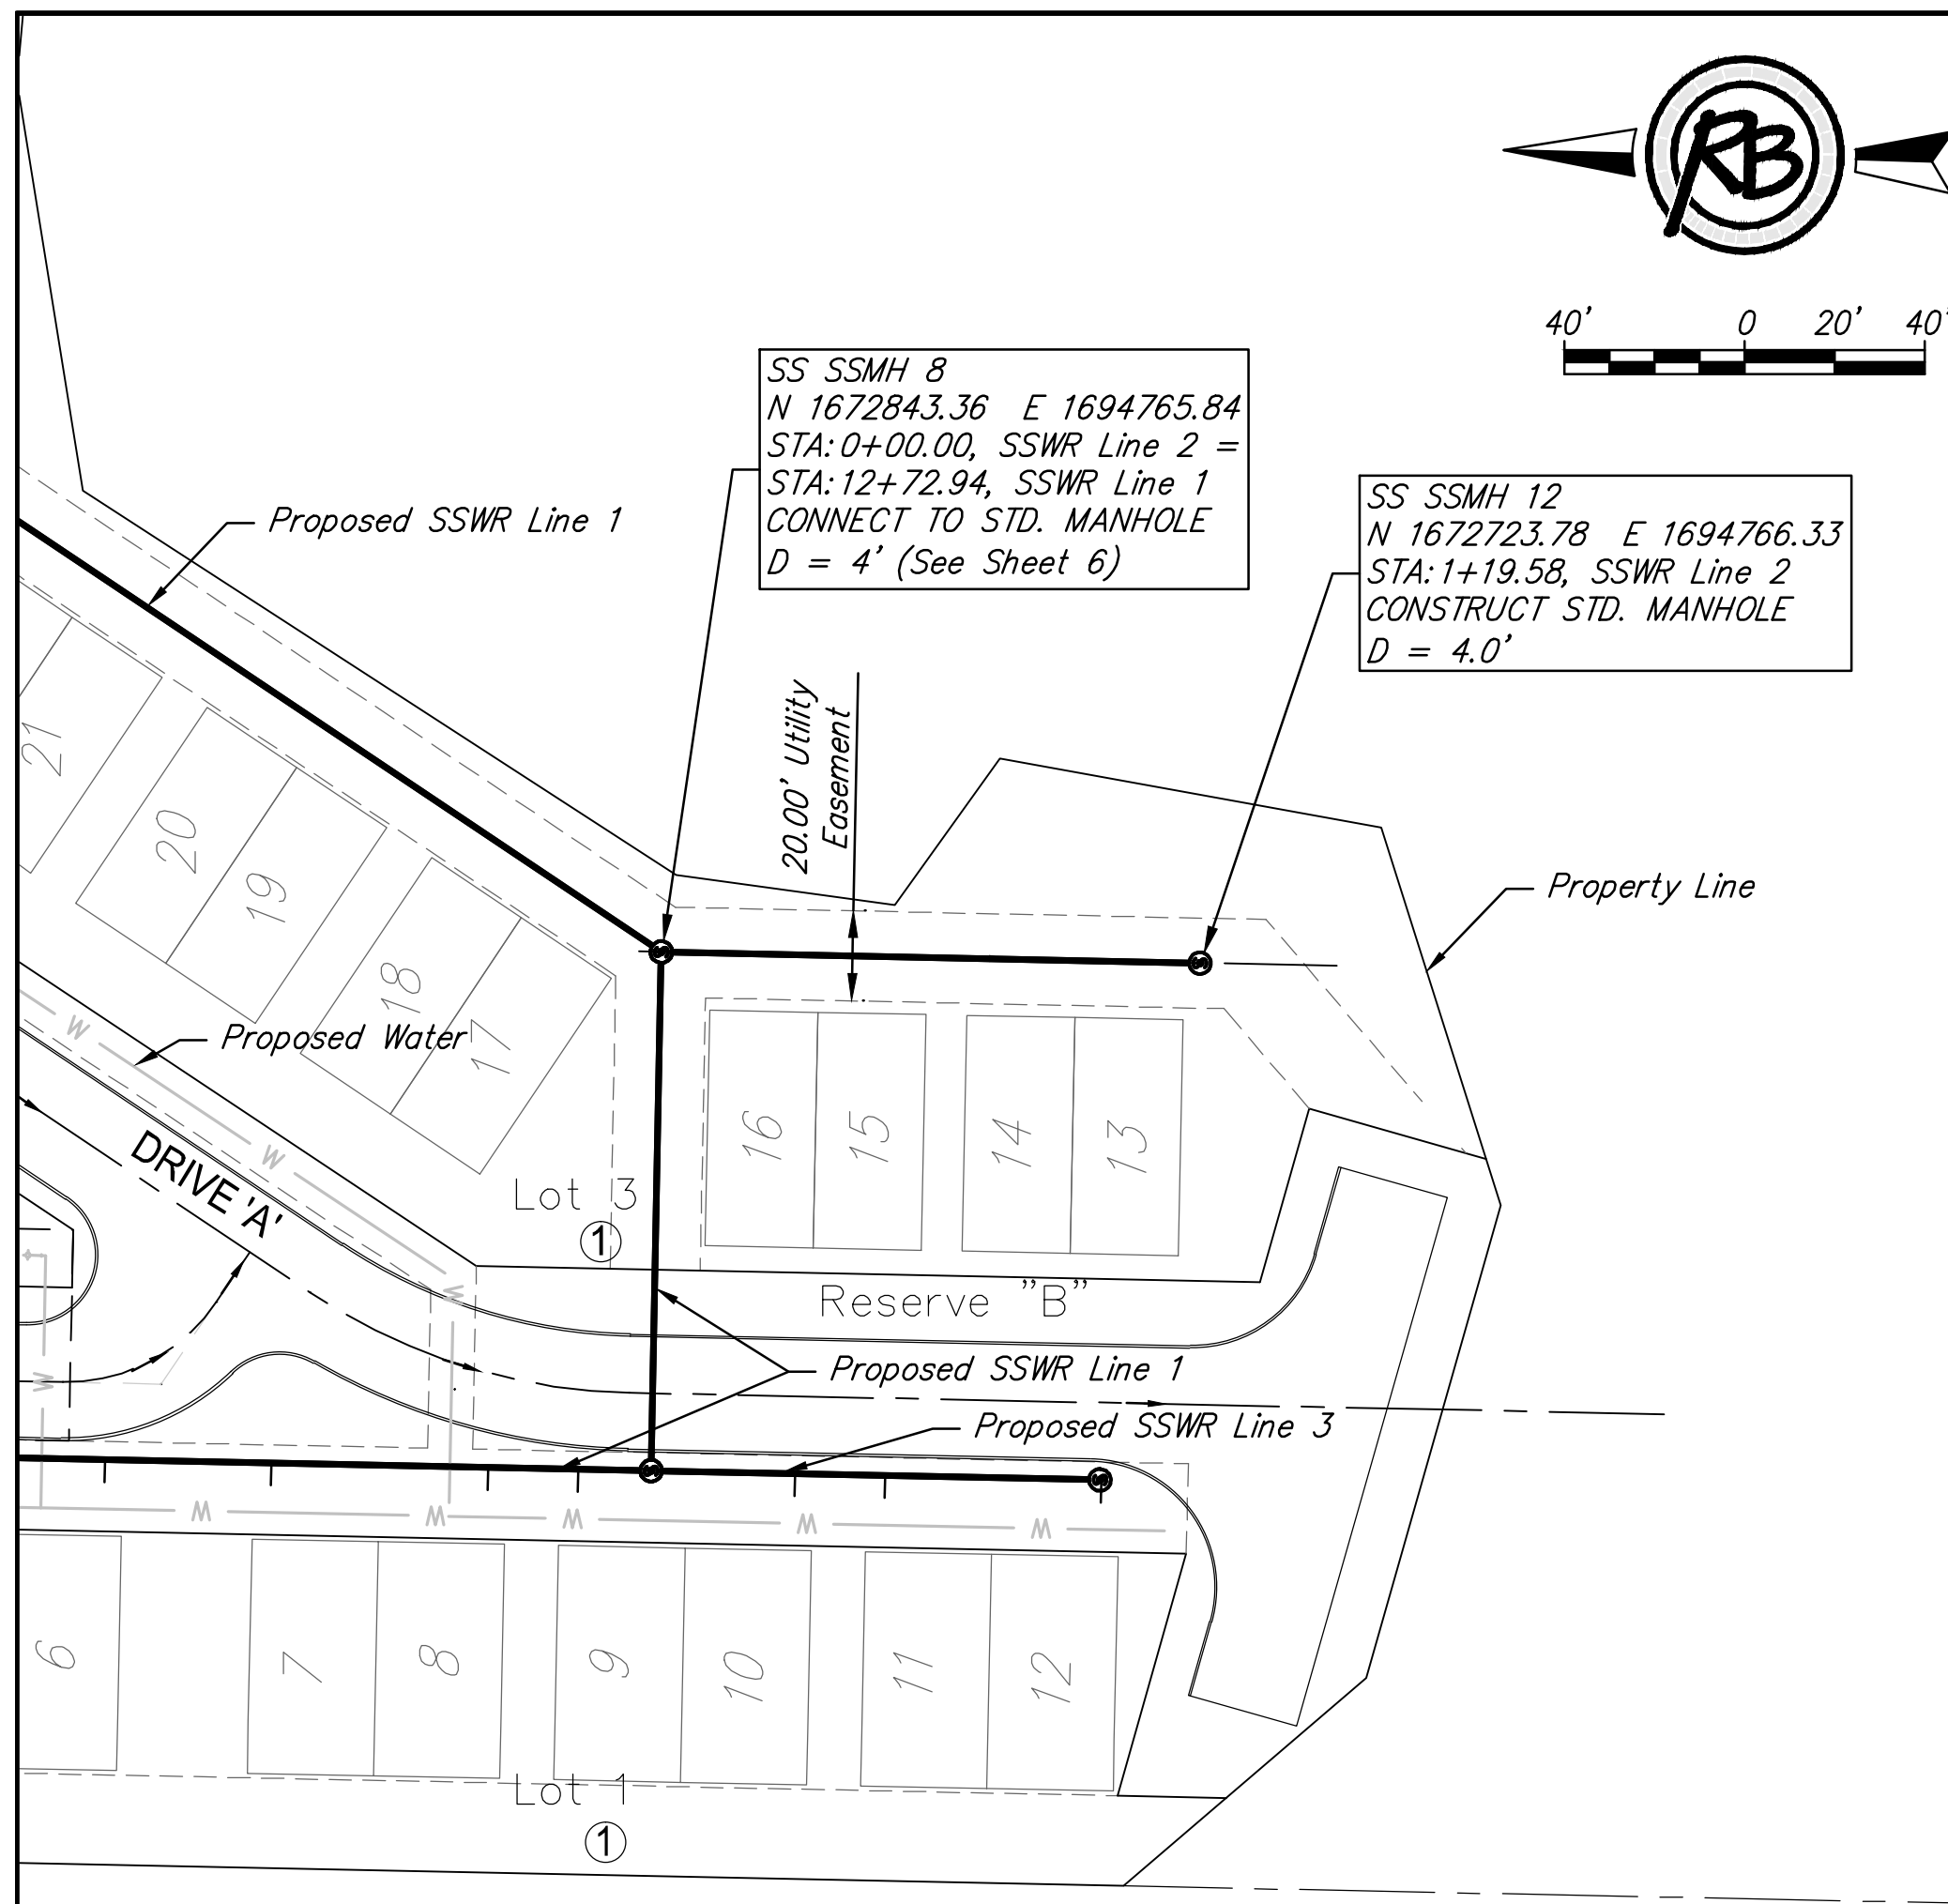 RB
40' 0 20' 40'
SS SSMH 8
N 1672843.36 E 1694765.84
STA: 0+00.00, SSWR Line 2 =
STA: 12+72.94, SSWR Line 1
CONNECT TO STD. MANHOLE
D = 4' (See Sheet 6)
SS SSMH 12
N 1672723.78 E 1694766.33
STA: 1+19.58, SSWR Line 2
CONSTRUCT STD. MANHOLE
D = 4.0'
Proposed SSWR Line 1
20.00' Utility
Easement
Property Line
21
20
19
18
17
S
S
Proposed Water
W
W
W
W
DRIVE 'A'
16
15
14
13
Lot 3
1
Reserve "B"
Proposed SSWR Line 1
Proposed SSWR Line 3
S
S
W
W
W
W
W
6
7
8
9
10
11
12
Lot 1
1